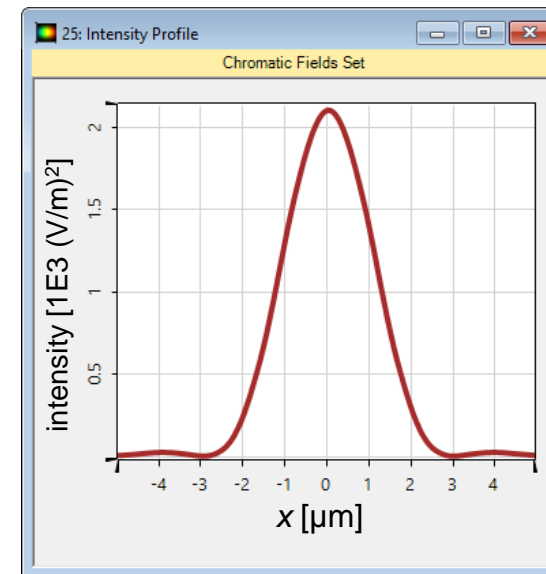 25: Intensity Profile
Chromatic Fields Set
intensity [1E3 (V/m)²]
2
1.5
1
0.5
-4 -3 -2 -1 0 1 2 3 4
x [µm]